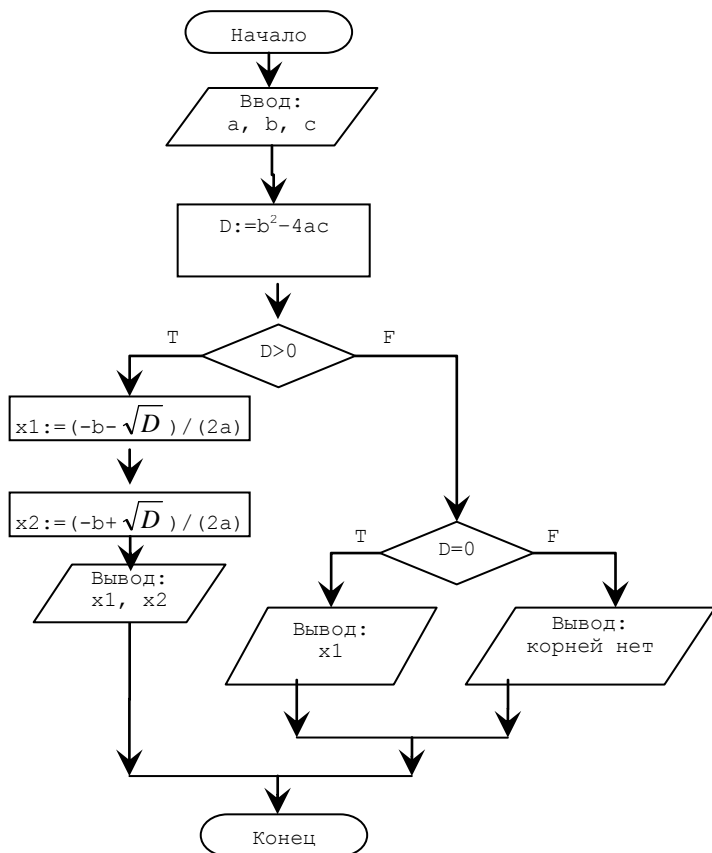 Начало
Ввод:
a, b, c
D:=b²−4ac
T
D>0
F
x1:=(-b-√D)/(2a)
x2:=(-b+√D)/(2a)
Вывод:
x1, x2
T
D=0
F
Вывод:
x1
Вывод:
корней нет
Конец